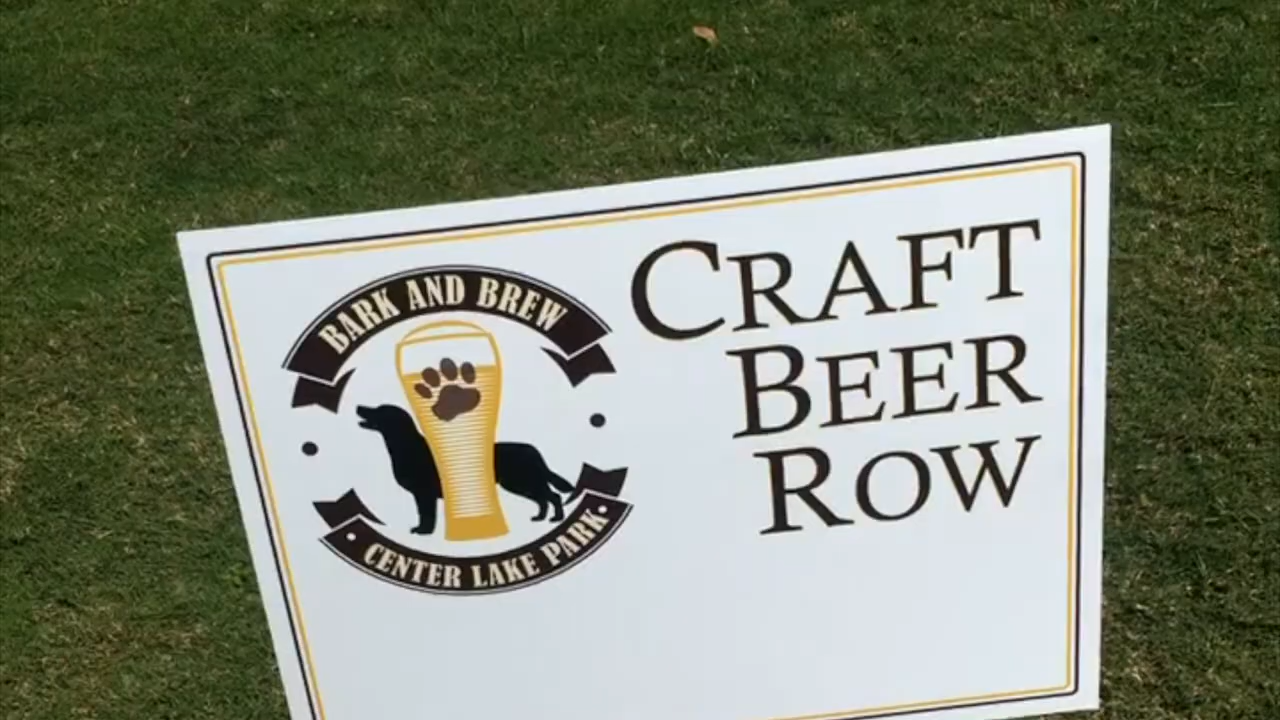 BARK AND BREW
CENTER LAKE PARK
CRAFT
BEER
ROW